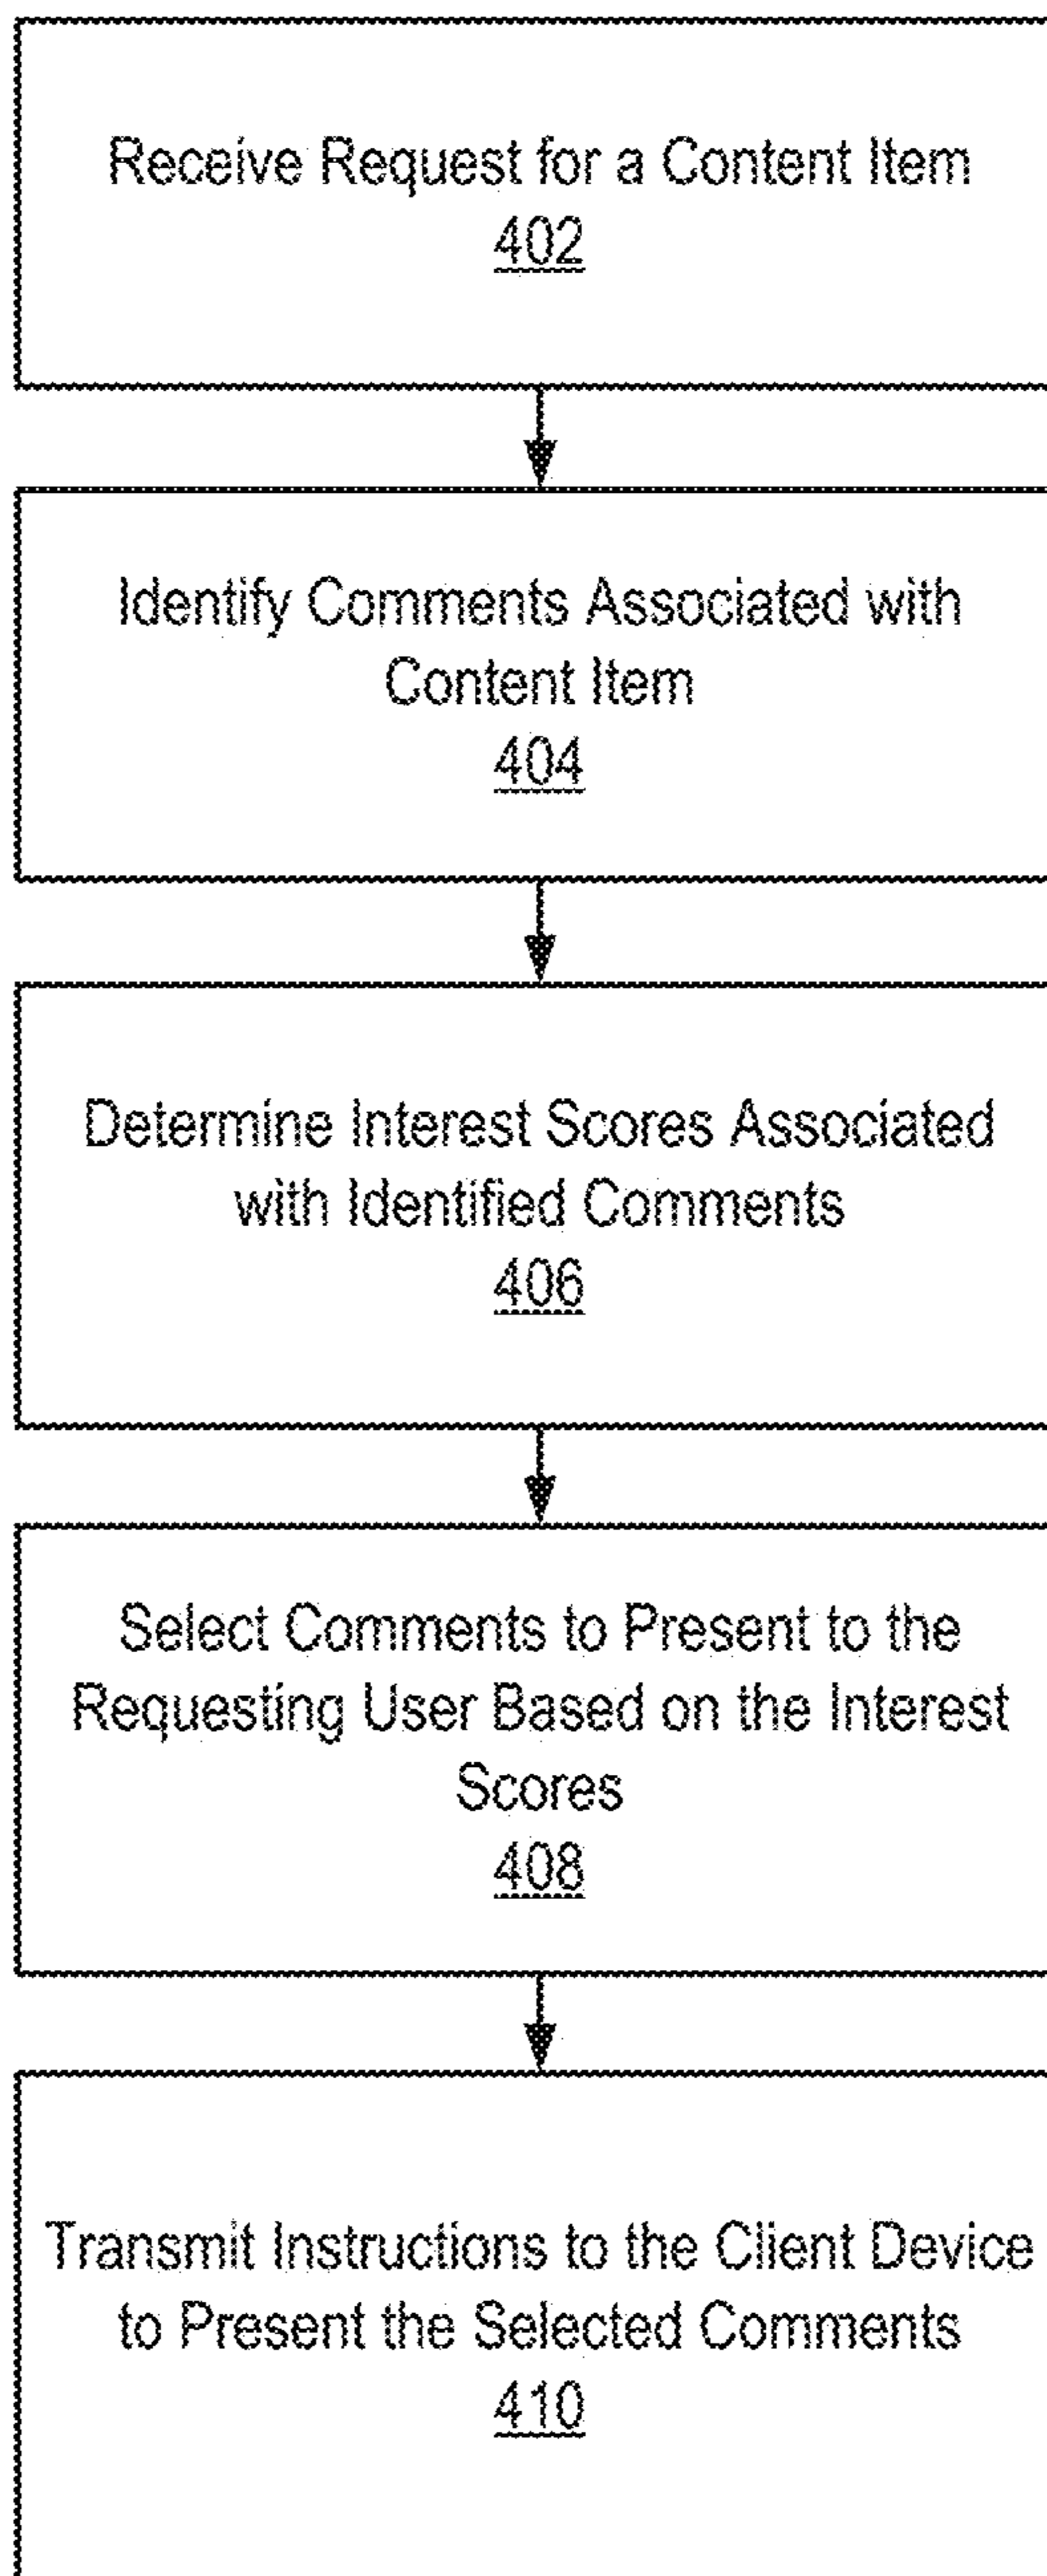 Receive Request for a Content Item
402
Identify Comments Associated with
Content Item
404
Determine Interest Scores Associated
with Identified Comments
406
Select Comments to Present to the
Requesting User Based on the Interest
Scores
408
Transmit Instructions to the Client Device
to Present the Selected Comments
410